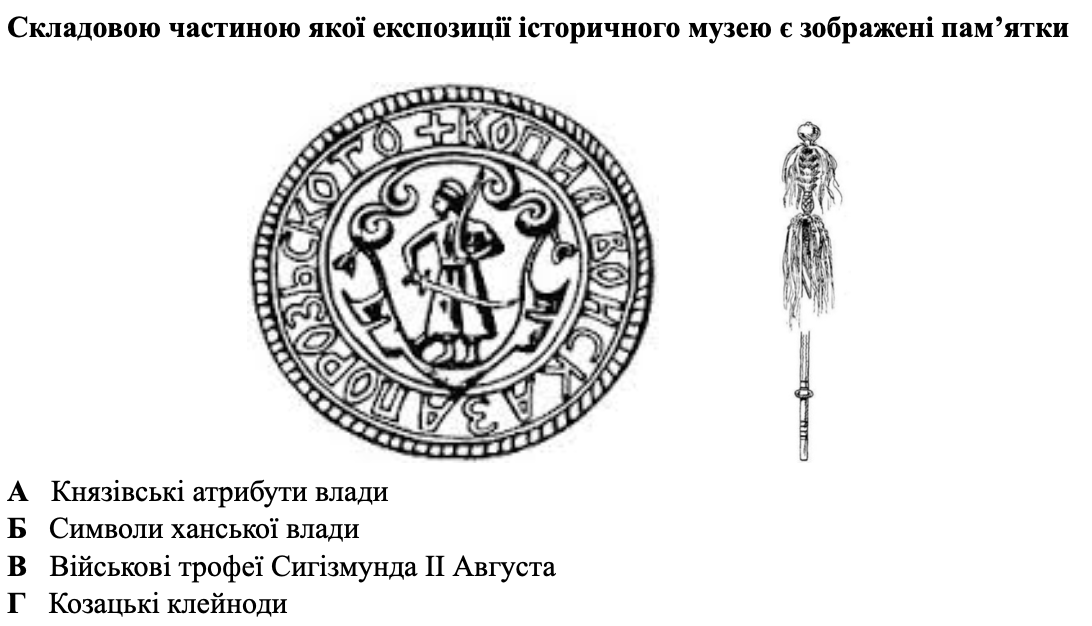 Складовою частиною якої експозиції історичного музею є зображені пам’ятки
+КОПИѦ ВОИСКА ЗАПОРОЗЬСКОГО
А Князівські атрибути влади
Б Символи ханської влади
В Військові трофеї Сигізмунда ІІ Августа
Г Козацькі клейноди